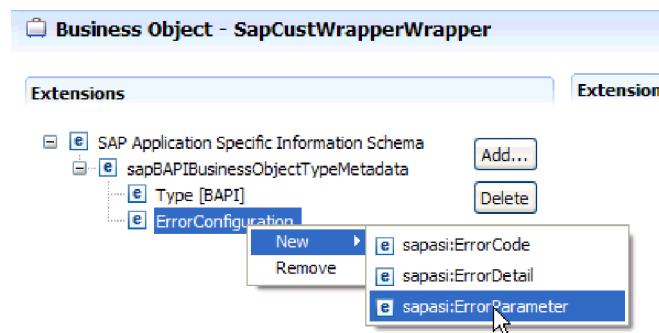 Business Object - SapCustWrapperWrapper
Extensions
Extension
SAP Application Specific Information Schema
Add...
sapBAPIBusinessObjectTypeMetadata
Type [BAPI]
Delete
ErrorConfiguration
New
sapasi:ErrorCode
Remove
sapasi:ErrorDetail
sapasi:ErrorParameter